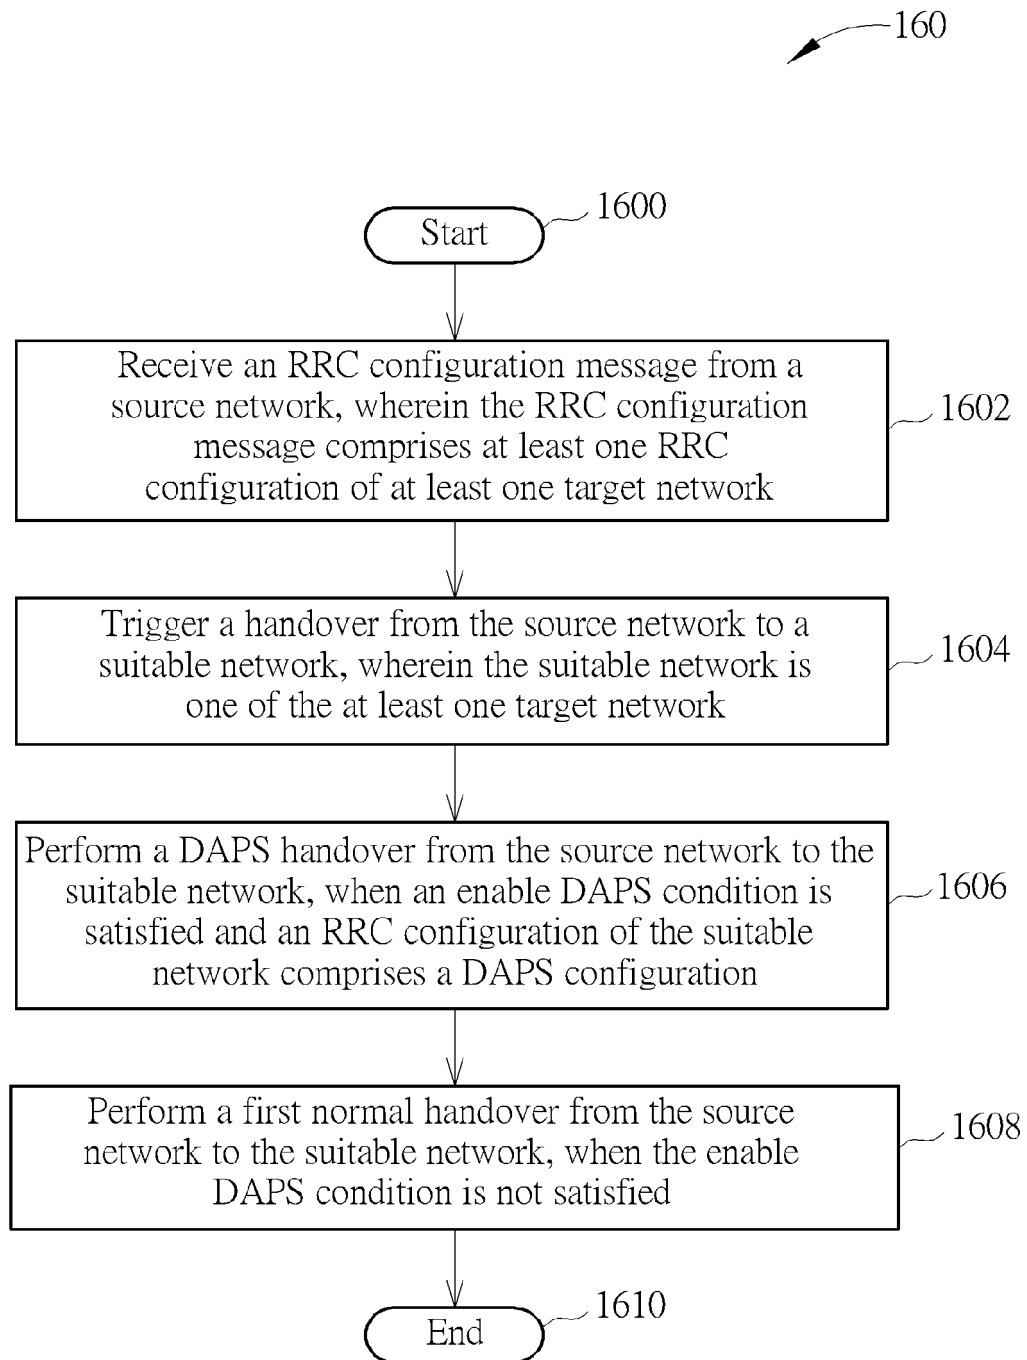 160
Start
1600
Receive an RRC configuration message from a
source network, wherein the RRC configuration
message comprises at least one RRC
configuration of at least one target network
1602
Trigger a handover from the source network to a
suitable network, wherein the suitable network is
one of the at least one target network
1604
Perform a DAPS handover from the source network to the
suitable network, when an enable DAPS condition is
satisfied and an RRC configuration of the suitable
network comprises a DAPS configuration
1606
Perform a first normal handover from the source
network to the suitable network, when the enable
DAPS condition is not satisfied
1608
End
1610